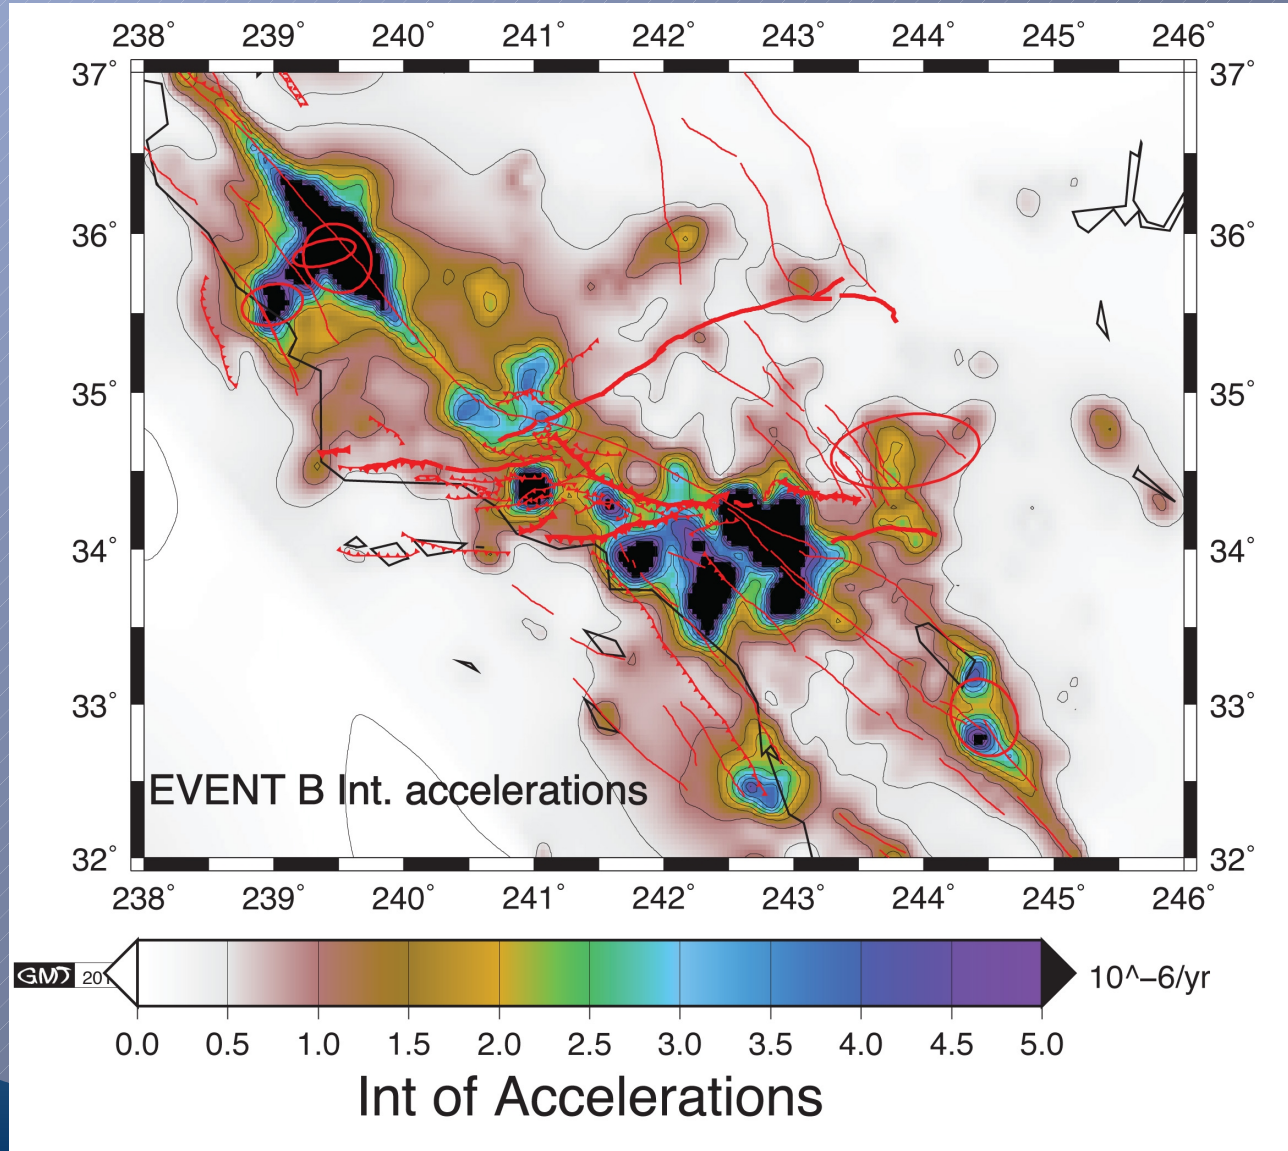 238° 239° 240° 241° 242° 243° 244° 245° 246°
37° 37°
36° 36°
35° 35°
34° 34°
33° 33°
EVENT B Int. accelerations
32° 32°
238° 239° 240° 241° 242° 243° 244° 245° 246°
GMT 201
10^−6/yr
0.0 0.5 1.0 1.5 2.0 2.5 3.0 3.5 4.0 4.5 5.0
Int of Accelerations